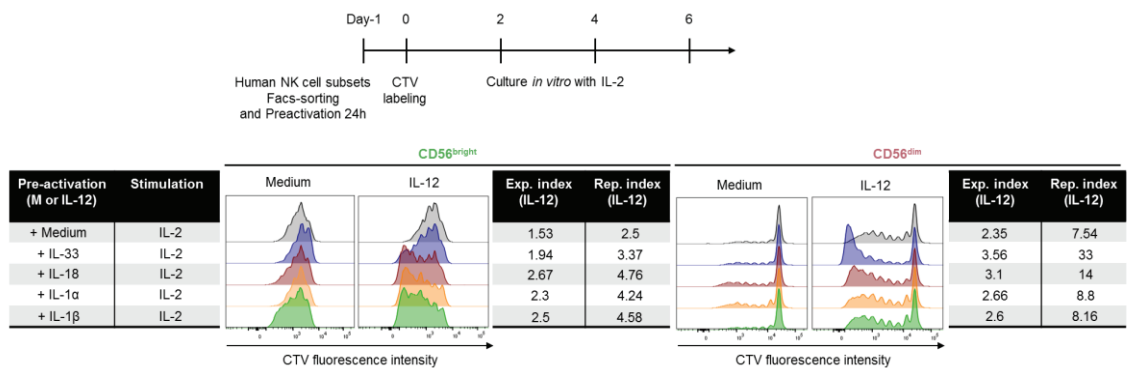 Day-1 0 2 4 6
Human NK cell subsets
Facs-sorting
and Preactivation 24h
CTV
labeling
Culture in vitro with IL-2
CD56bright
CD56dim
Pre-activation
(M or IL-12)
Stimulation
Medium
IL-12
Exp. index
(IL-12)
Rep. index
(IL-12)
Medium
IL-12
Exp. index
(IL-12)
Rep. index
(IL-12)
+ Medium IL-2 1.53 2.5 2.35 7.54
+ IL-33 IL-2 1.94 3.37 3.56 33
+ IL-18 IL-2 2.67 4.76 3.1 14
+ IL-1α IL-2 2.3 4.24 2.66 8.8
+ IL-1β IL-2 2.5 4.58 2.6 8.16
CTV fluorescence intensity
CTV fluorescence intensity